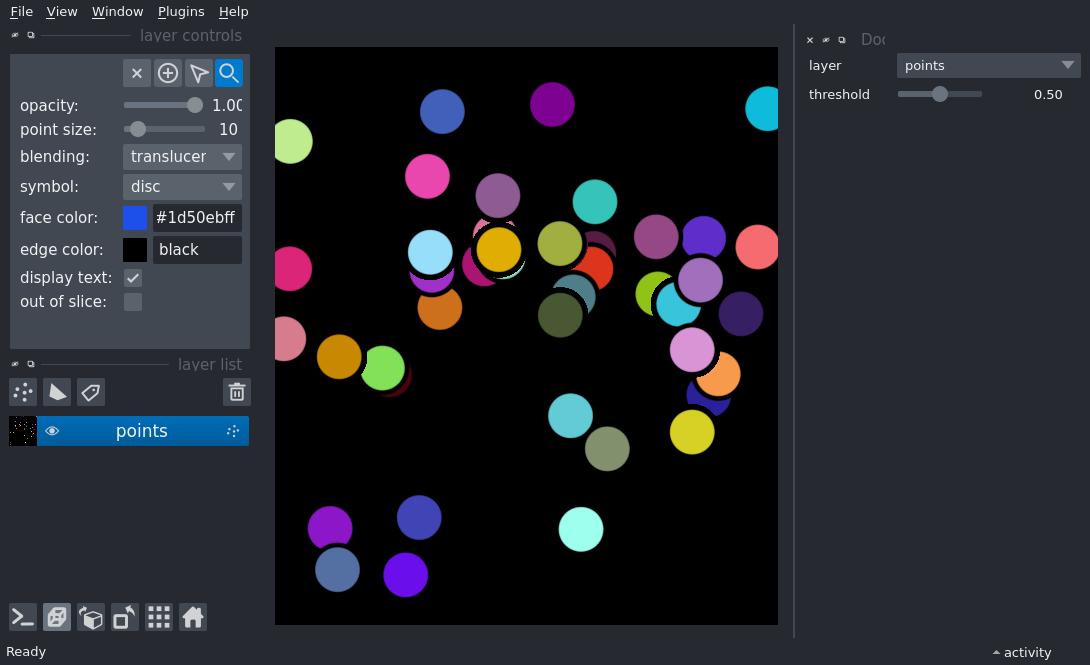 File View Window Plugins Help
layer controls
opacity: 1.00
point size: 10
blending: translucer
symbol: disc
face color: #1d50ebff
edge color: black
display text:
out of slice:
layer list
points
Ready
Doc
layer points
threshold 0.50
activity